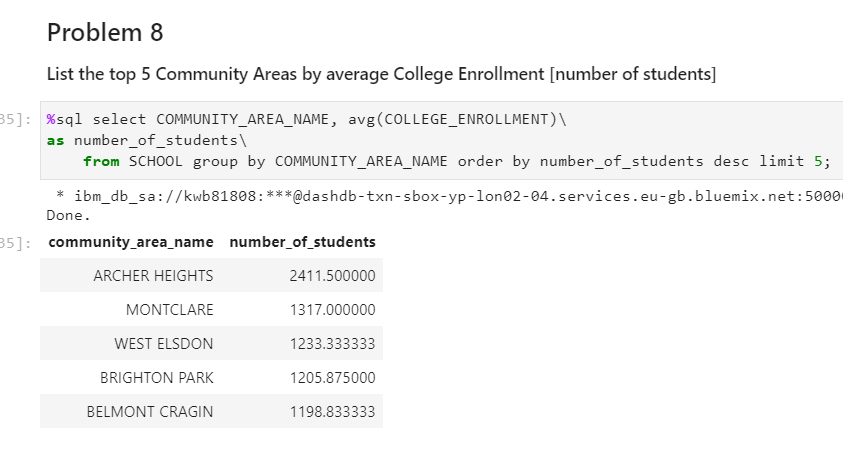 Problem 8
List the top 5 Community Areas by average College Enrollment [number of students]
35]: %sql select COMMUNITY_AREA_NAME, avg(COLLEGE_ENROLLMENT)\
as number_of_students\
from SCHOOL group by COMMUNITY_AREA_NAME order by number_of_students desc limit 5;
* ibm_db_sa://kwb81808:***@dashdb-txn-sbox-yp-lon02-04.services.eu-gb.bluemix.net:5000
Done.
35]: community_area_name number_of_students
ARCHER HEIGHTS 2411.500000
MONTCLARE 1317.000000
WEST ELSDON 1233.333333
BRIGHTON PARK 1205.875000
BELMONT CRAGIN 1198.833333